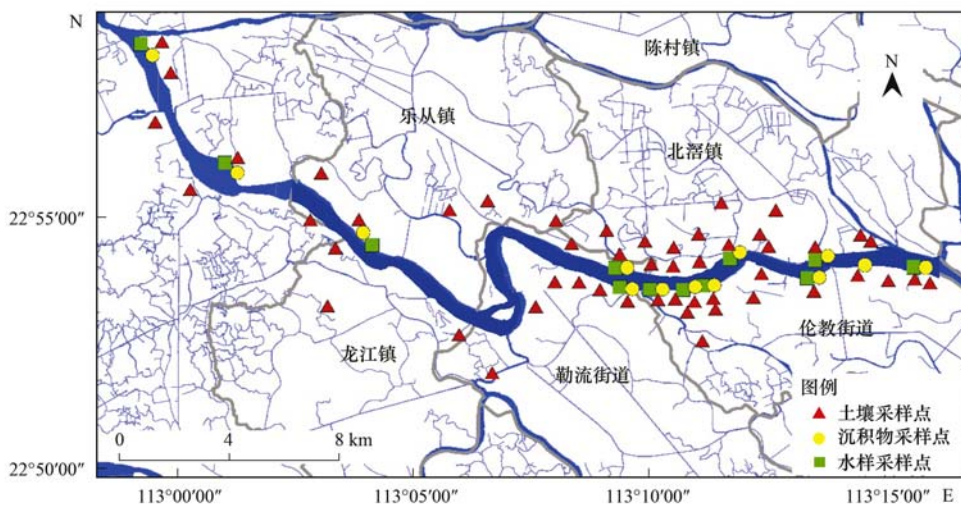 N
陈村镇
N
乐从镇
北滘镇
22°55′00″
伦教街道
龙江镇
勒流街道
图例
土壤采样点
0 4 8 km
沉积物采样点
水样采样点
22°50′00″
113°00′00″ 113°05′00″ 113°10′00″ 113°15′00″ E